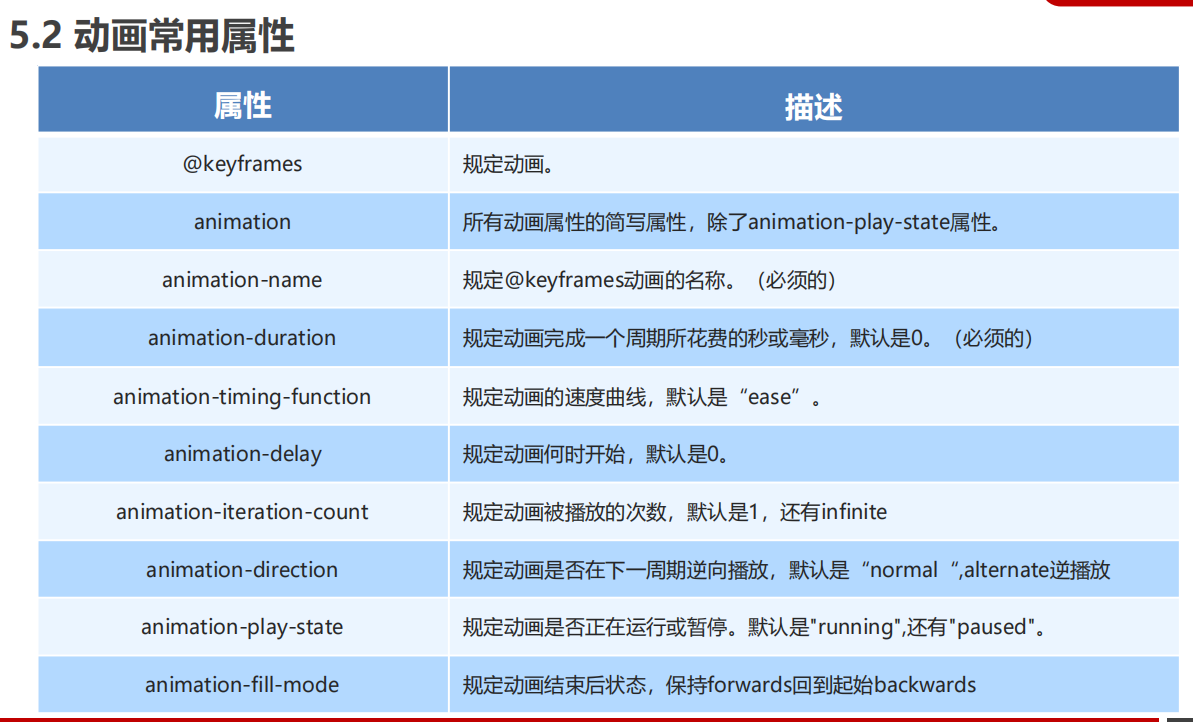 5.2 动画常用属性
属性 描述
@keyframes 规定动画。
animation 所有动画属性的简写属性，除了animation-play-state属性。
animation-name 规定@keyframes动画的名称。（必须的）
animation-duration 规定动画完成一个周期所花费的秒或毫秒，默认是0。（必须的）
animation-timing-function 规定动画的速度曲线，默认是“ease”。
animation-delay 规定动画何时开始，默认是0。
animation-iteration-count 规定动画被播放的次数，默认是1，还有infinite
animation-direction 规定动画是否在下一周期逆向播放，默认是“normal“,alternate逆播放
animation-play-state 规定动画是否正在运行或暂停。默认是"running",还有"paused"。
animation-fill-mode 规定动画结束后状态，保持forwards回到起始backwards